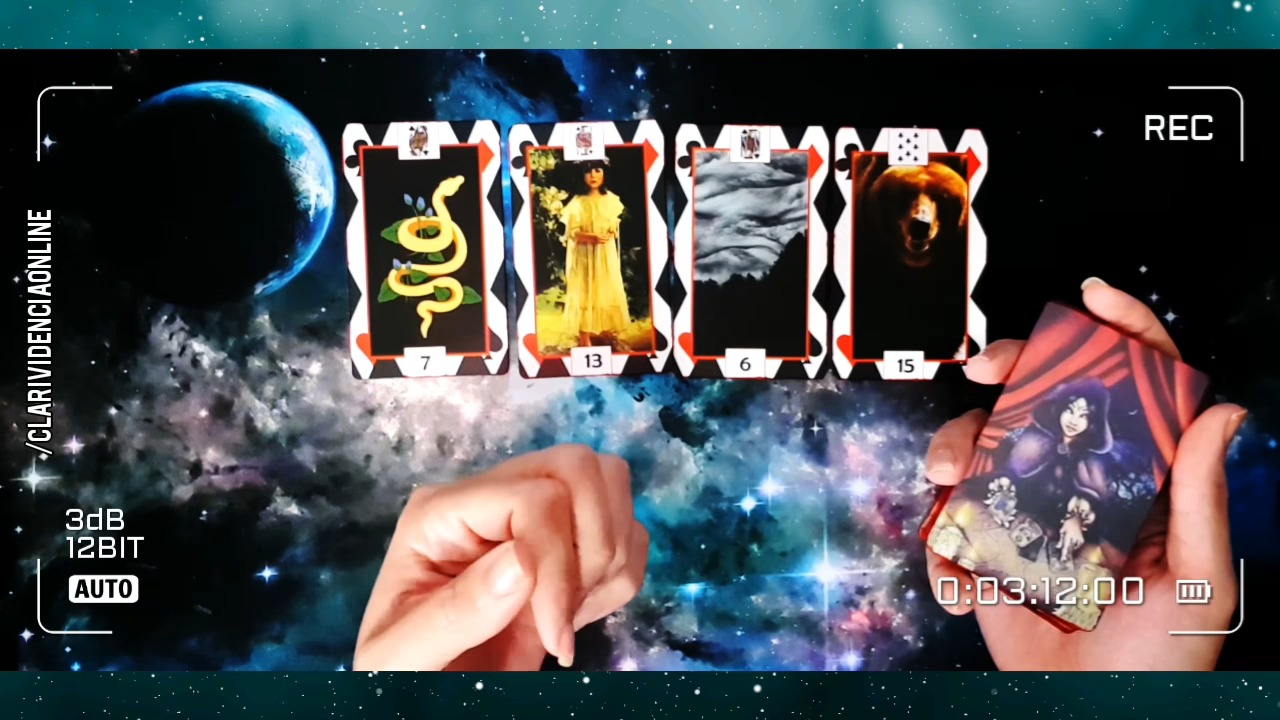 REC
/CLARIVIDENCIAONLINE
7
13
6
15
3dB
12BIT
AUTO
0:03:12:00